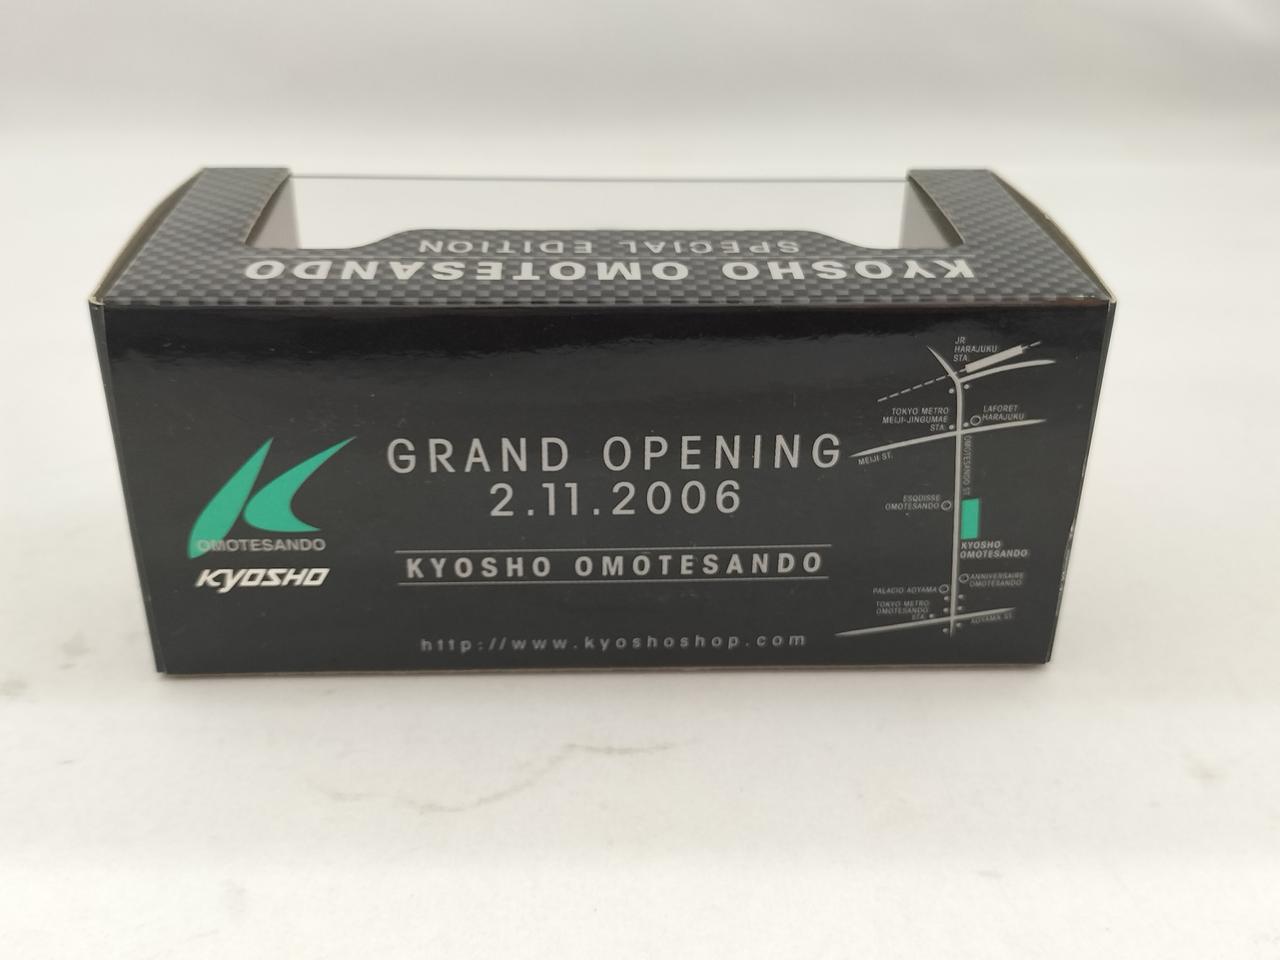 KYOSHO OMOTESANDO
SPECIAL EDITION
OMOTESANDO
KYOSHO
GRAND OPENING
2.11.2006
KYOSHO OMOTESANDO
http://www.kyoshoshop.com
JR
HARAJUKU
STA.
TOKYO METRO
MEIJI-JINGUMAE
STA.
LAFORET
HARAJUKU
MEIJI ST.
OMOTESANDO ST.
ESQUISSE
OMOTESANDO
KYOSHO
OMOTESANDO
ANNIVERSAIRE
OMOTESANDO
PALACIO AOYAMA
TOKYO METRO
OMOTESANDO
STA.
AOYAMA ST.